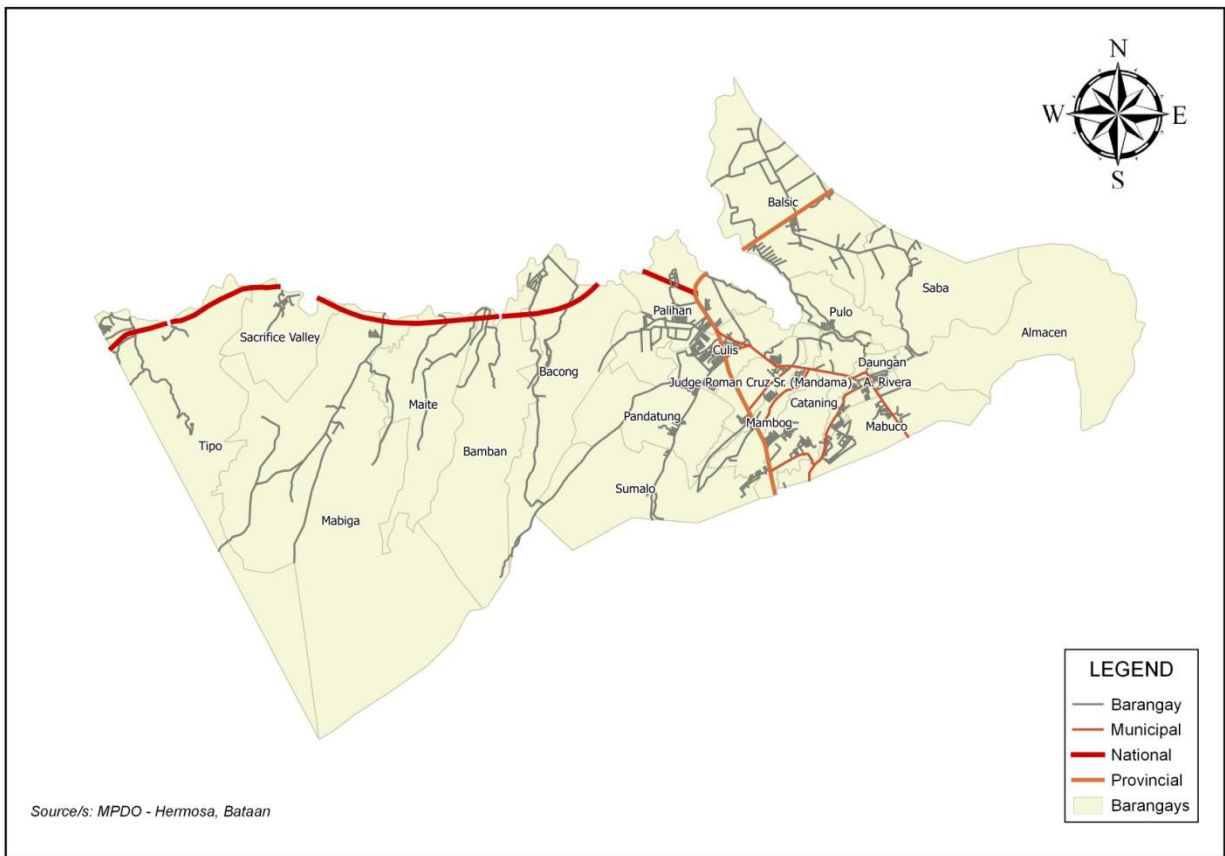 N
W E
S
Balsic
Saba
Pulo
Almacen
Palihan
Sacrifice Valley
Culis
Daungan
Judge Roman Cruz Sr. (Mandama)
A. Rivera
Bacong
Cataning
Maite
Pandatung
Mambog
Mabuco
Tipo
Bamban
Sumalo
Mabiga
LEGEND
Barangay
Municipal
National
Provincial
Barangays
Source/s: MPDO - Hermosa, Bataan